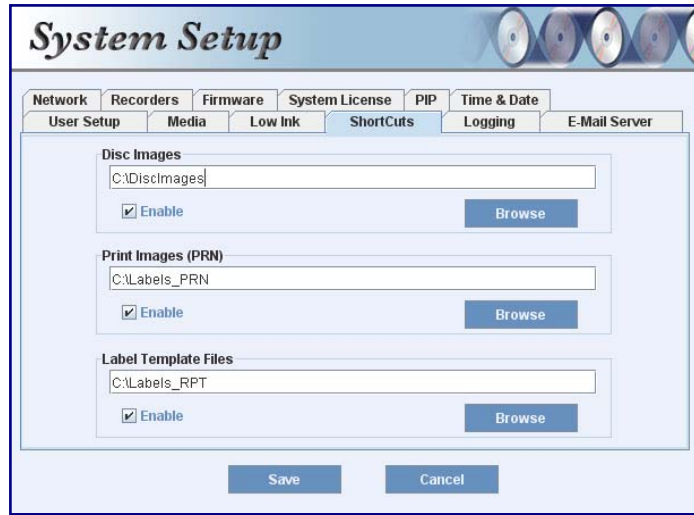 System Setup
Network Recorders Firmware System License PIP Time & Date
User Setup Media Low Ink ShortCuts Logging E-Mail Server
Disc Images
C:\DiscImages
Enable Browse
Print Images (PRN)
C:\Labels_PRN
Enable Browse
Label Template Files
C:\Labels_RPT
Enable Browse
Save Cancel